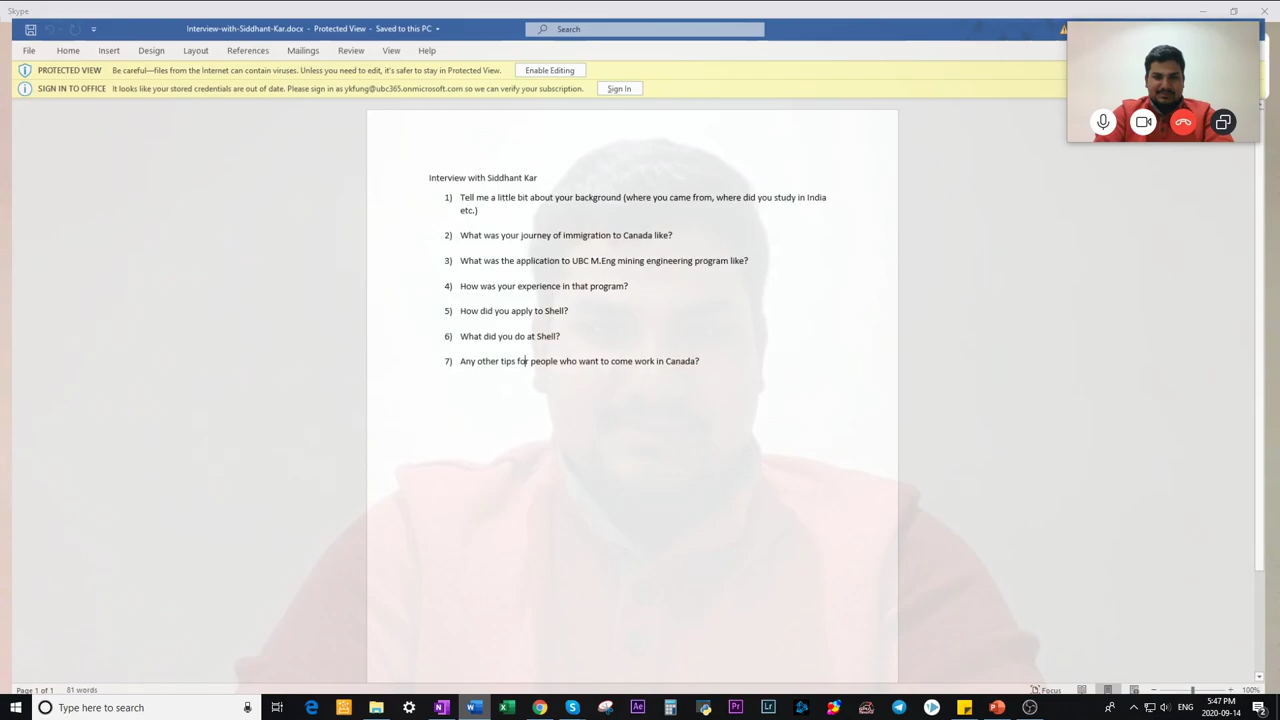 Skype
Interview-with-Siddhant-Kar.docx - Protected View - Saved to this PC
Search
File Home Insert Design Layout References Mailings Review View Help
PROTECTED VIEW Be careful—files from the Internet can contain viruses. Unless you need to edit, it's safer to stay in Protected View. Enable Editing
SIGN IN TO OFFICE It looks like your stored credentials are out of date. Please sign in as ykfung@ubc365.onmicrosoft.com so we can verify your subscription. Sign In
Interview with Siddhant Kar
1) Tell me a little bit about your background (where you came from, where did you study in India
etc.)
2) What was your journey of immigration to Canada like?
3) What was the application to UBC M.Eng mining engineering program like?
4) How was your experience in that program?
5) How did you apply to Shell?
6) What did you do at Shell?
7) Any other tips for people who want to come work in Canada?
Page 1 of 1 81 words
Focus
100%
Type here to search
N W X S Ae Pr Lr P
5:47 PM
2020-09-14